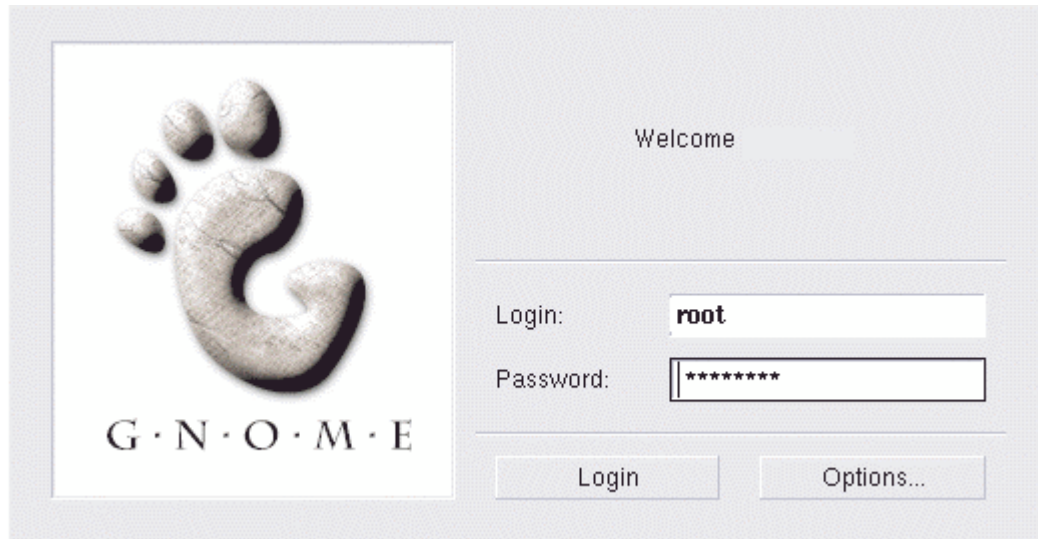 G · N · O · M · E
Welcome
Login: root
Password: ********
Login Options...